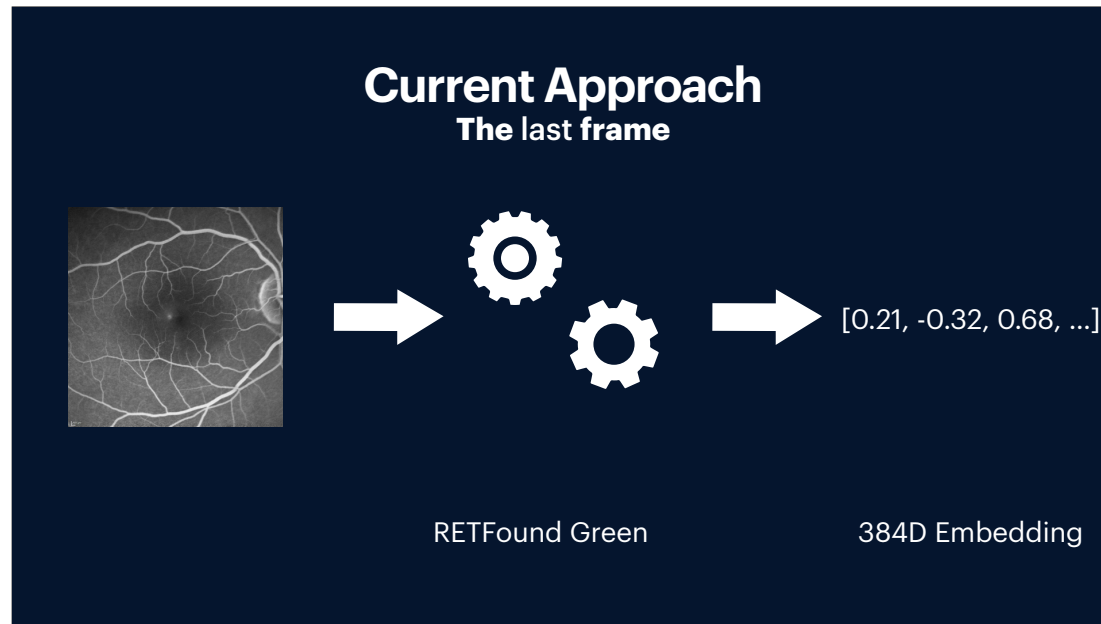 Current Approach
The last frame
[0.21, -0.32, 0.68, ...]
RETFound Green
384D Embedding